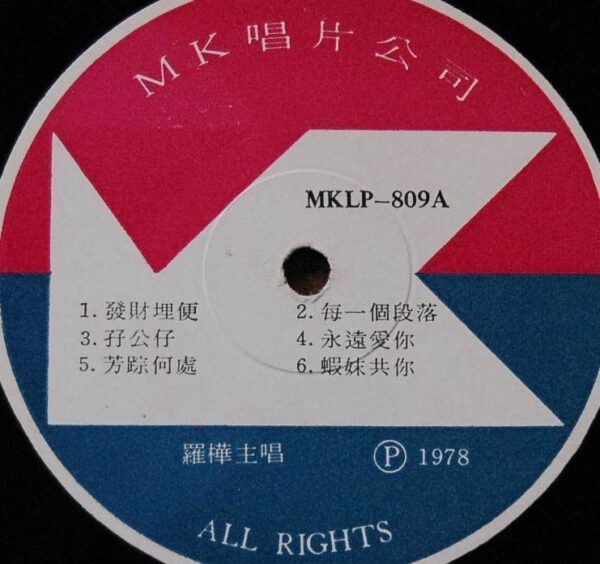 MK唱片公司
MKLP-809A
1. 發財埋便 2. 每一個段落
3. 孖公仔 4. 永遠愛你
5. 芳踪何處 6. 蝦妹共你
羅樺主唱 Ⓟ 1978
ALL RIGHTS